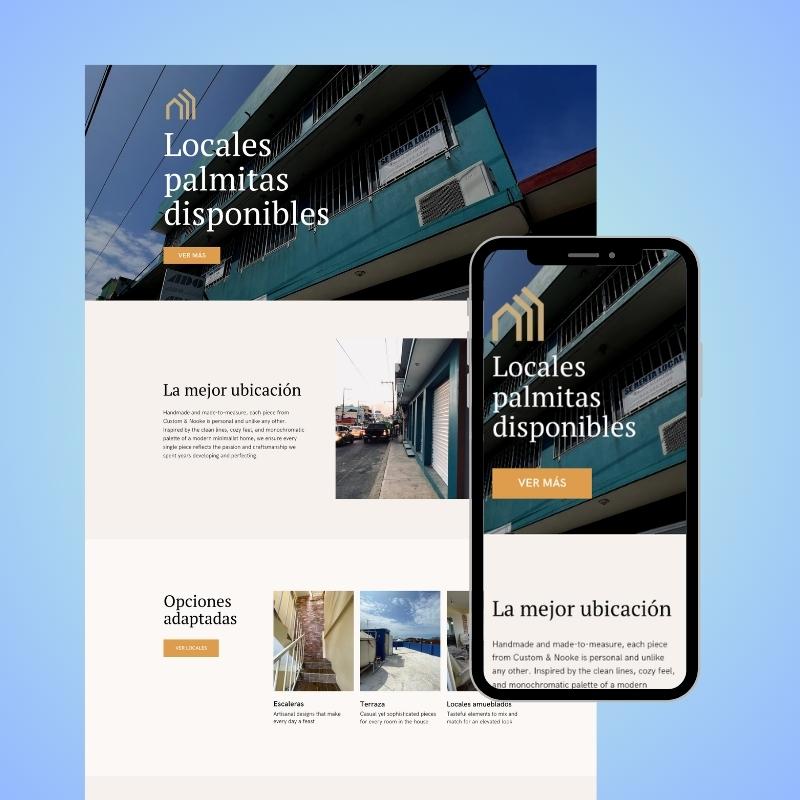 Locales
palmitas
disponibles
VER MÁS
SE RENTA LOCAL
La mejor ubicación
Handmade and made-to-measure, each piece from
Custom & Nooke is personal and unlike any other.
Inspired by the clean lines, cozy feel, and monochromatic
palette of a modern minimalist home, we ensure every
single piece reflects the passion and craftsmanship we
spent years developing and perfecting.
Opciones
adaptadas
VER LOCALES
Escaleras
Artisanal designs that make
every day a feast
Terraza
Casual yet sophisticated pieces
for every room in the house
Locales amueblados
Tasteful elements to mix and
match for an elevated look
Locales
palmitas
disponibles
SE RENTA LOCAL
VER MÁS
La mejor ubicación
Handmade and made-to-measure, each piece
from Custom & Nooke is personal and unlike
any other. Inspired by the clean lines, cozy feel,
and monochromatic palette of a modern